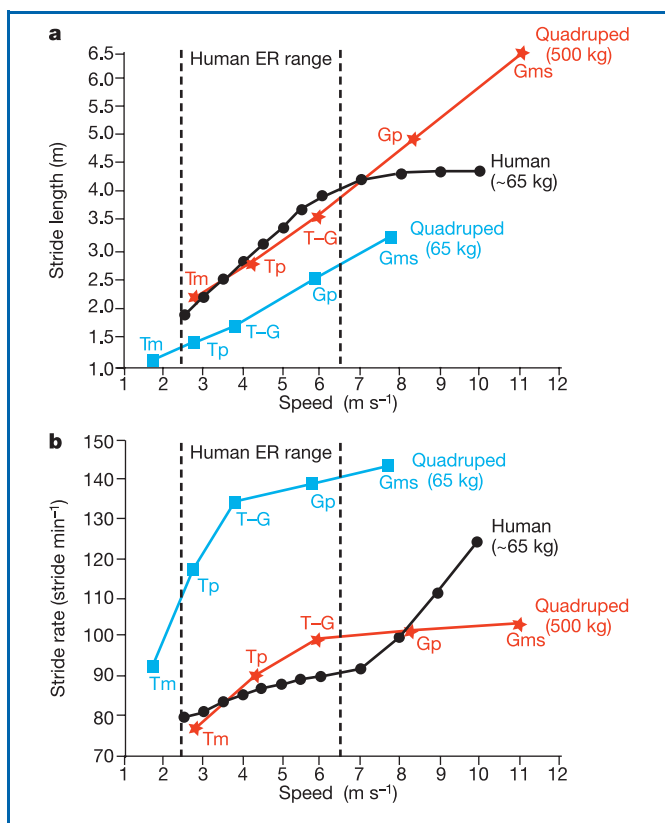 a
Human ER range
Quadruped
(500 kg)
Gms
Gp
Human
(~65 kg)
T–G
Tp
Tm
Quadruped
(65 kg)
Gms
Gp
T–G
Tp
Tm
Stride length (m)
6.5
6.0
5.5
5.0
4.5
4.0
3.5
3.0
2.5
2.0
1.5
1.0
1 2 3 4 5 6 7 8 9 10 11 12
Speed (m s⁻¹)
b
Human ER range
Quadruped
(65 kg)
Gms
Gp
T–G
Tp
Tm
Human
(~65 kg)
Quadruped
(500 kg)
Gms
Gp
T–G
Tp
Tm
Stride rate (stride min⁻¹)
150
140
130
120
110
100
90
80
70
1 2 3 4 5 6 7 8 9 10 11 12
Speed (m s⁻¹)